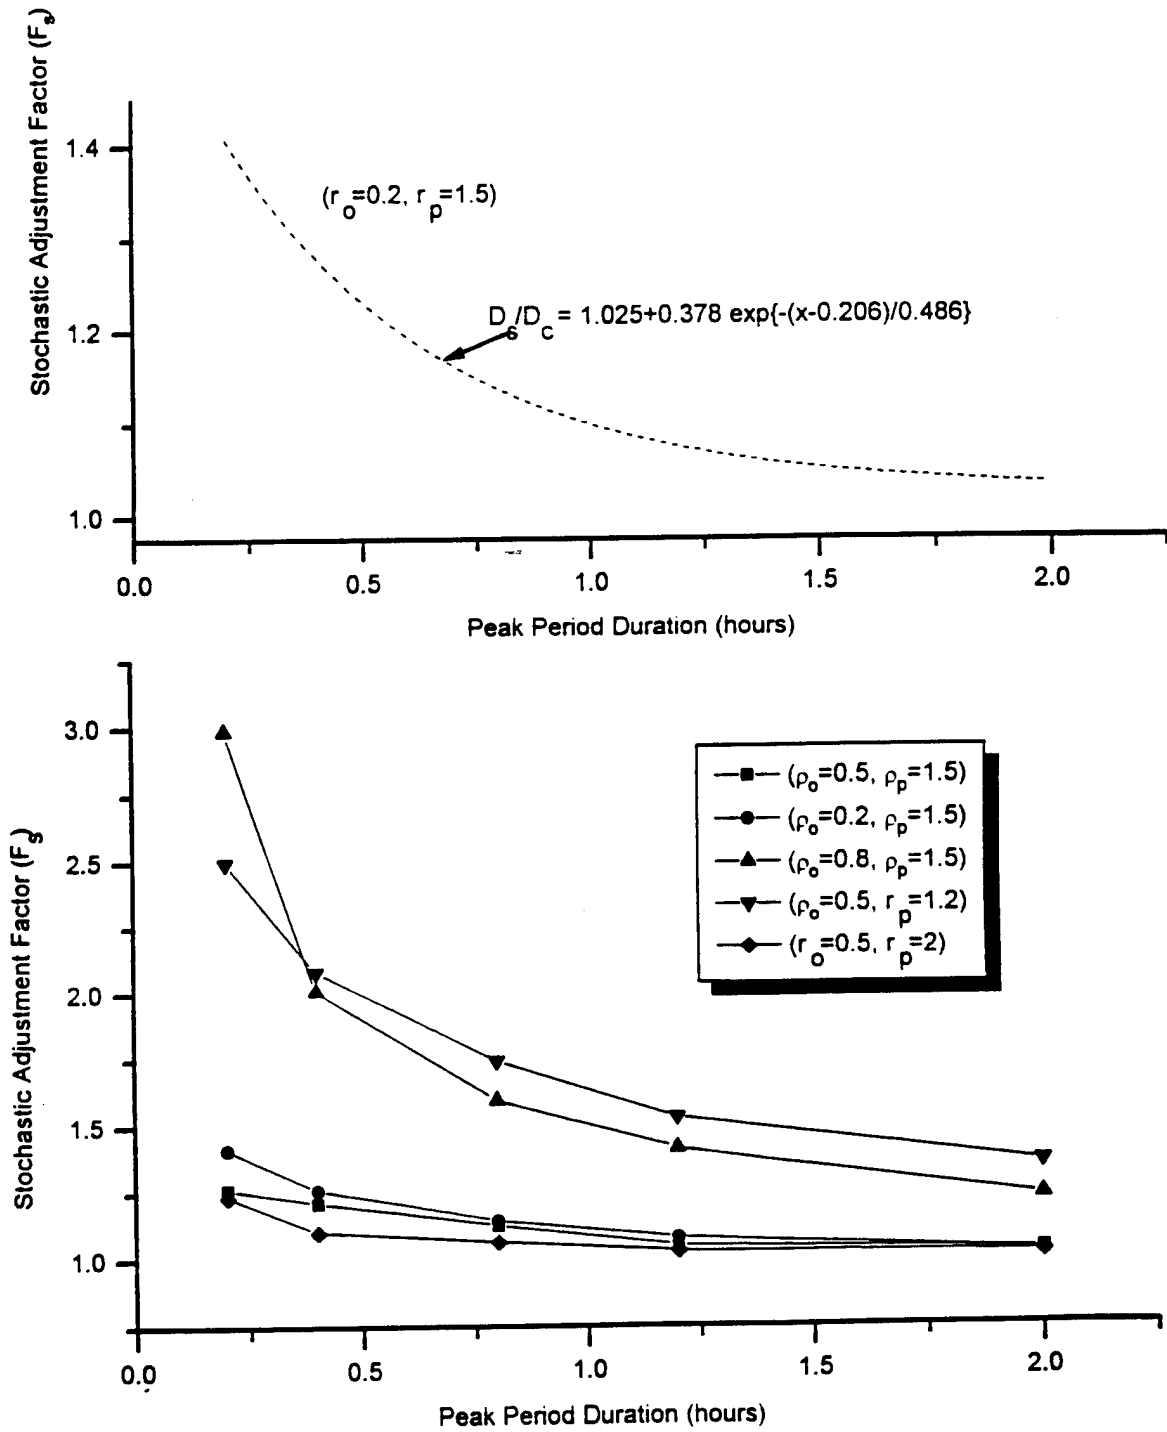 Stochastic Adjustment Factor (Fs)
1.4
1.2
1.0
(ro=0.2, rp=1.5)
Ds/Dc = 1.025+0.378 exp{-(x-0.206)/0.486}
0.0 0.5 1.0 1.5 2.0
Peak Period Duration (hours)
Stochastic Adjustment Factor (Fs)
3.0
2.5
2.0
1.5
1.0
(ρo=0.5, ρp=1.5)
(ρo=0.2, ρp=1.5)
(ρo=0.8, ρp=1.5)
(ρo=0.5, rp=1.2)
(ro=0.5, rp=2)
0.0 0.5 1.0 1.5 2.0
Peak Period Duration (hours)